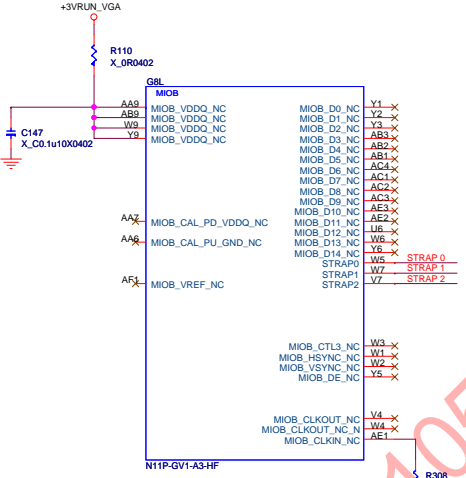 +3VRUN_VGA
R110
X_0R0402
G8L
MIOB
AA9 MIOB_VDDQ_NC
AB9 MIOB_VDDQ_NC
W9 MIOB_VDDQ_NC
Y9 MIOB_VDDQ_NC
C147
X_C0.1u10X0402
MIOB_D0_NC Y1
MIOB_D1_NC Y2
MIOB_D2_NC Y3
MIOB_D3_NC AB3
MIOB_D4_NC AB2
MIOB_D5_NC AB1
MIOB_D6_NC AC4
MIOB_D7_NC AC1
MIOB_D8_NC AC2
MIOB_D9_NC AC3
MIOB_D10_NC AE3
MIOB_D11_NC AE2
MIOB_D12_NC U6
MIOB_D13_NC W6
MIOB_D14_NC Y6
STRAP0 W5 STRAP 0
STRAP1 W7 STRAP 1
STRAP2 V7 STRAP 2
AA7 MIOB_CAL_PD_VDDQ_NC
AA6 MIOB_CAL_PU_GND_NC
AF1 MIOB_VREF_NC
MIOB_CTL3_NC W3
MIOB_HSYNC_NC W1
MIOB_VSYNC_NC W2
MIOB_DE_NC Y5
MIOB_CLKOUT_NC V4
MIOB_CLKOUT_NC_N W4
MIOB_CLKIN_NC AE1
N11P-GV1-A3-HF
R308
105